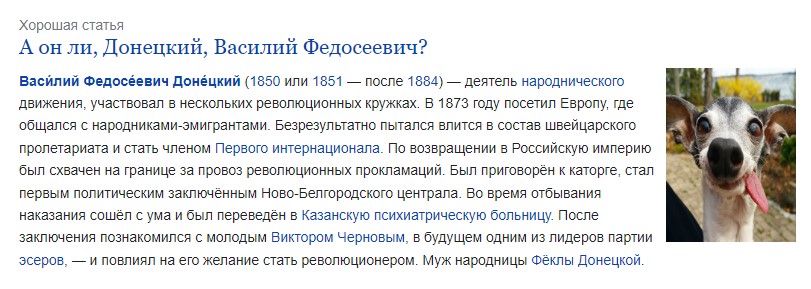 Хорошая статья
А он ли, Донецкий, Василий Федосеевич?
Васи́лий Федосе́евич Доне́цкий (1850 или 1851 — после 1884) — деятель народнического
движения, участвовал в нескольких революционных кружках. В 1873 году посетил Европу, где
общался с народниками-эмигрантами. Безрезультатно пытался влится в состав швейцарского
пролетариата и стать членом Первого интернационала. По возвращении в Российскую империю
был схвачен на границе за провоз революционных прокламаций. Был приговорён к каторге, стал
первым политическим заключённым Ново-Белгородского централа. Во время отбывания
наказания сошёл с ума и был переведён в Казанскую психиатрическую больницу. После
заключения познакомился с молодым Виктором Черновым, в будущем одним из лидеров партии
эсеров, — и повлиял на его желание стать революционером. Муж народницы Фёклы Донецкой.